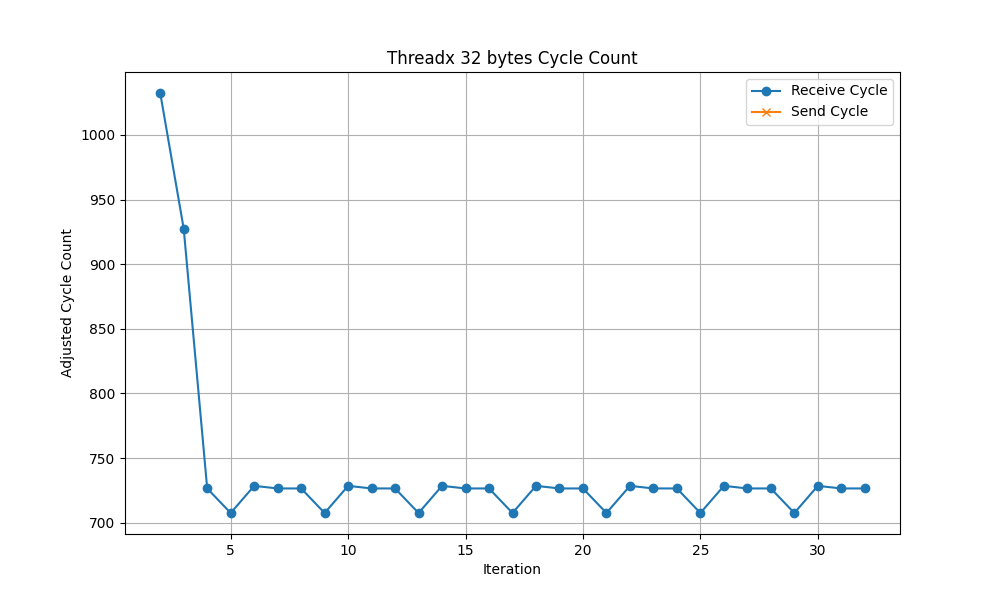 Threadx 32 bytes Cycle Count
Receive Cycle
Send Cycle
1000
950
900
850
800
750
700
Adjusted Cycle Count
5 10 15 20 25 30
Iteration